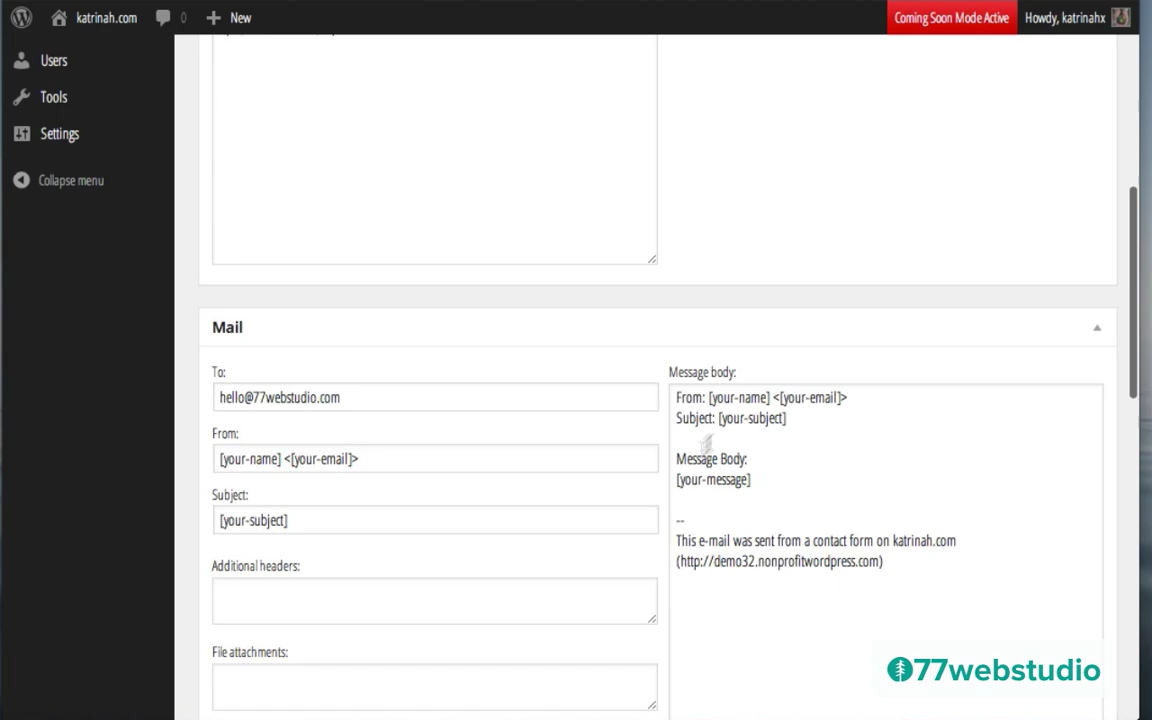 katrinah.com 0 New Coming Soon Mode Active Howdy, katrinahx
Users
Tools
Settings
Collapse menu
Mail
To:
hello@77webstudio.com
From:
[your-name] <[your-email]>
Subject:
[your-subject]
Additional headers:
File attachments:
Message body:
From: [your-name] <[your-email]>
Subject: [your-subject]
Message Body:
[your-message]
--
This e-mail was sent from a contact form on katrinah.com
(http://demo32.nonprofitwordpress.com)
77webstudio